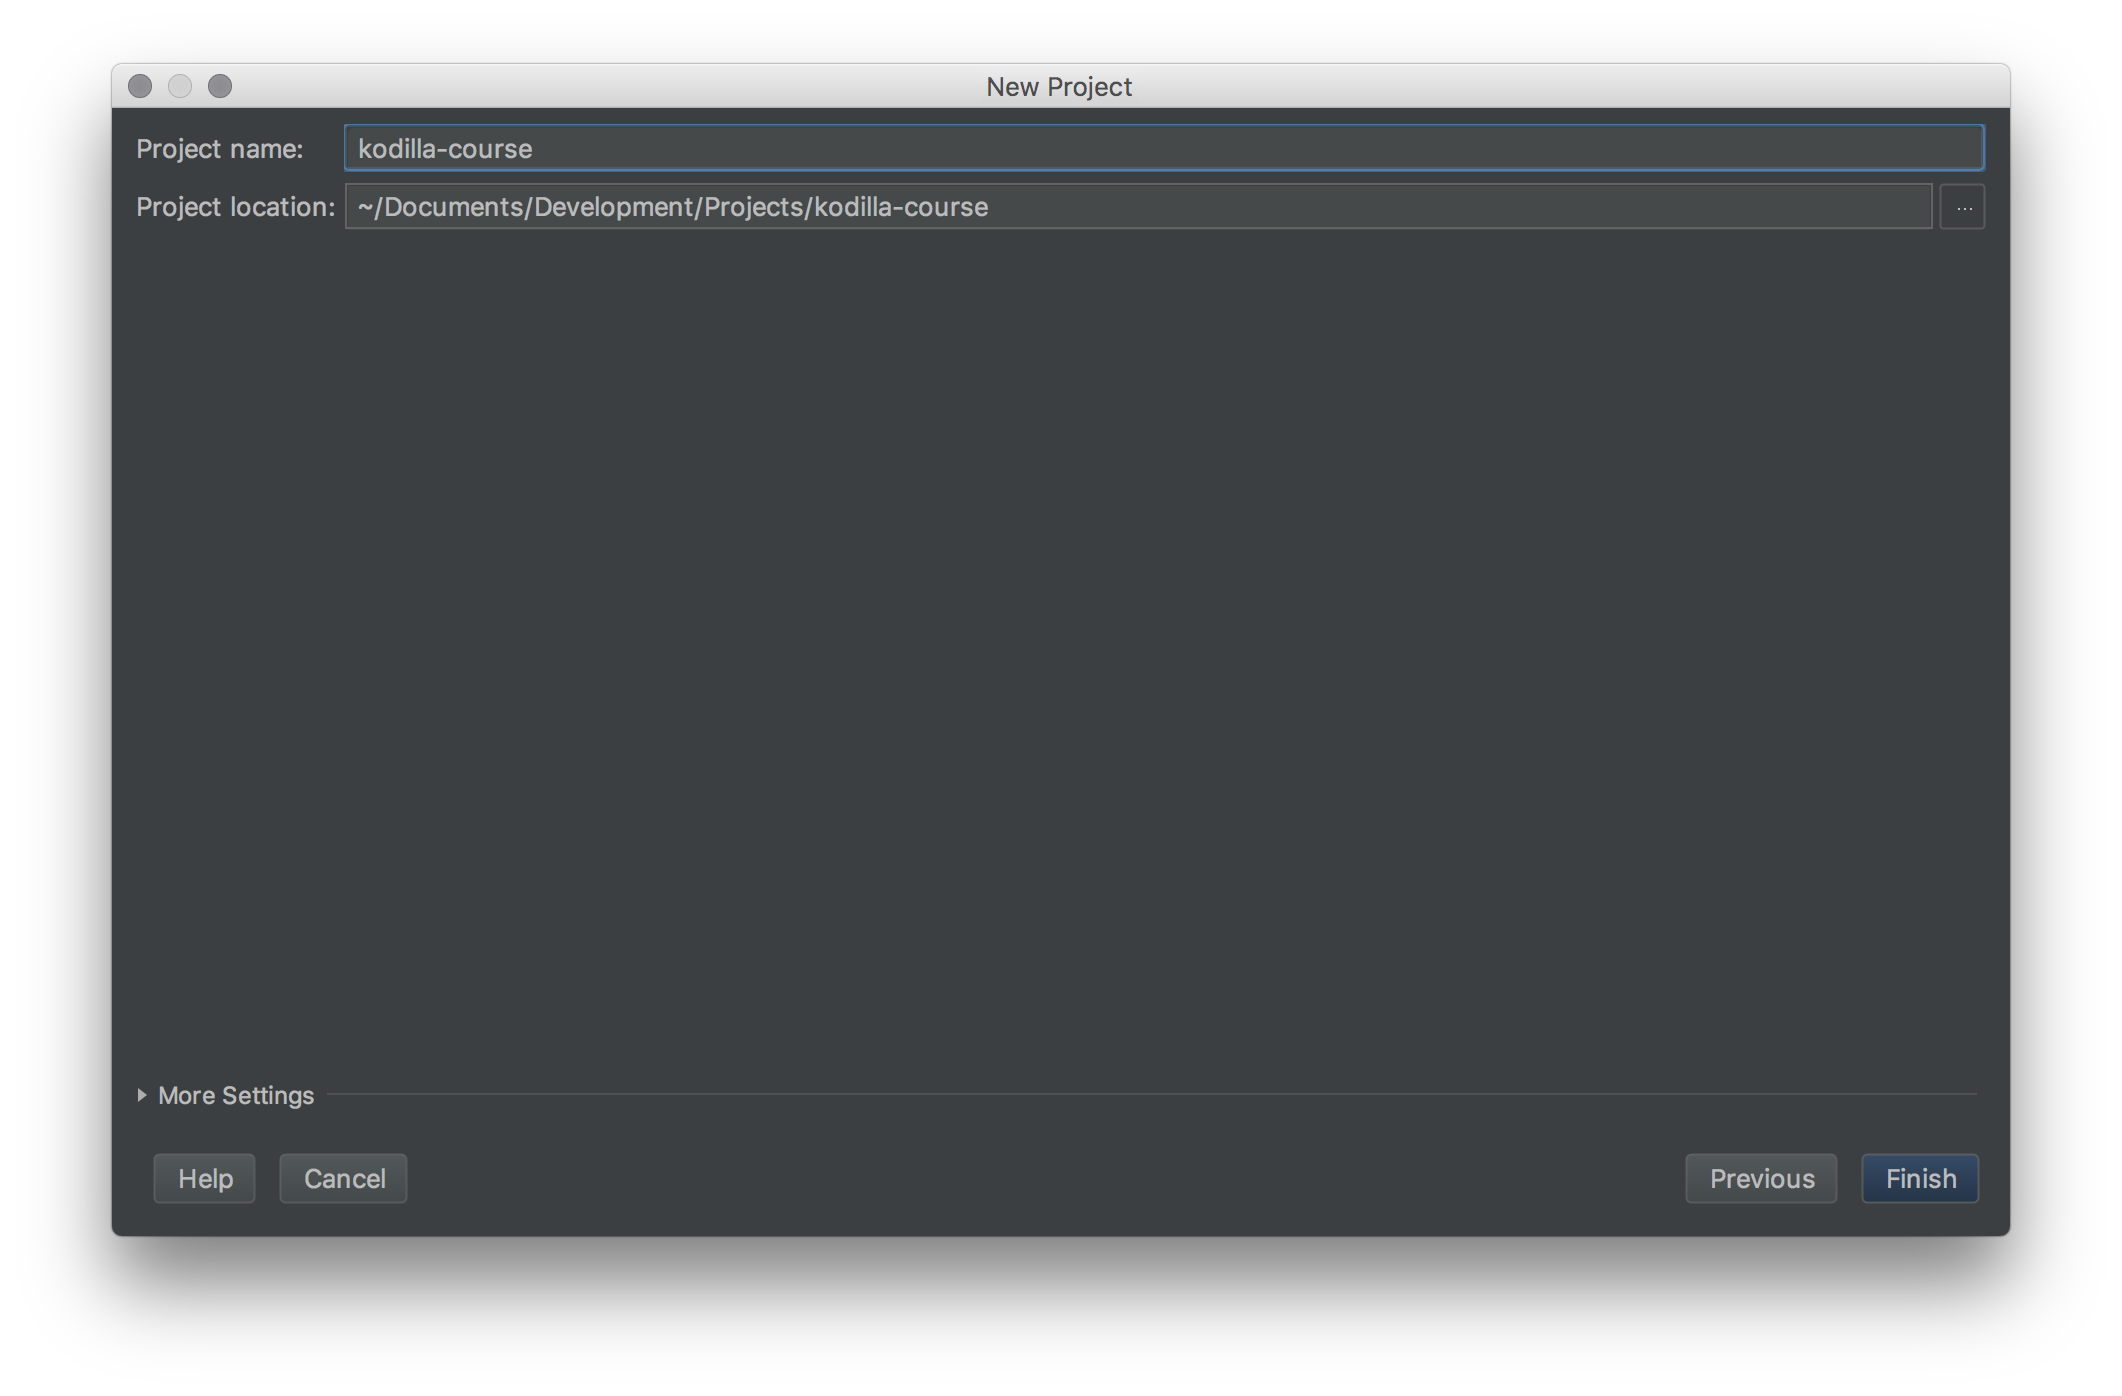 New Project
Project name: kodilla-course
Project location: ~/Documents/Development/Projects/kodilla-course ...
More Settings
Help Cancel Previous Finish